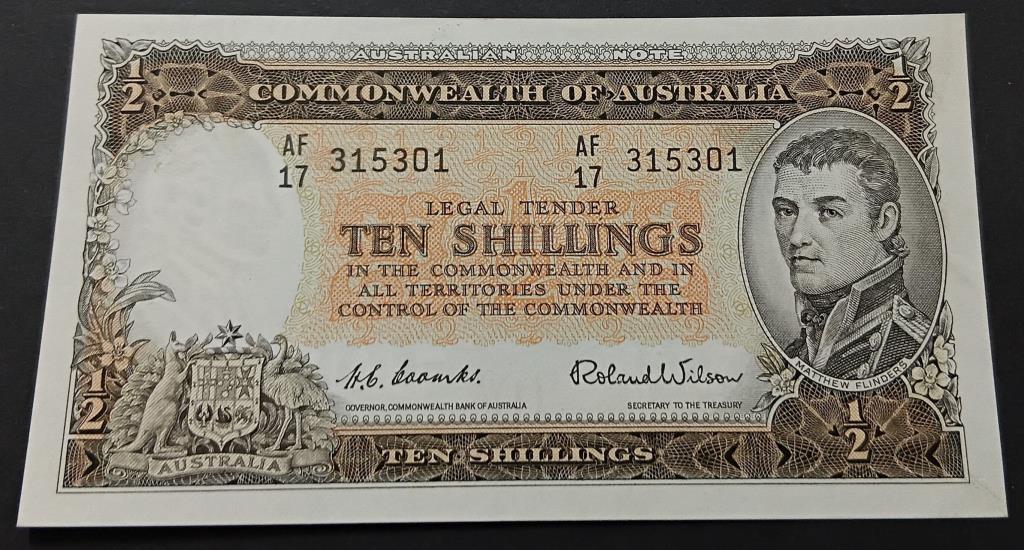 AUSTRALIAN NOTE
1/2 1/2
COMMONWEALTH OF AUSTRALIA
AF 17 315301 AF 17 315301
LEGAL TENDER
TEN SHILLINGS
IN THE COMMONWEALTH AND IN
ALL TERRITORIES UNDER THE
CONTROL OF THE COMMONWEALTH
H.C. Coombs. Roland Wilson
GOVERNOR, COMMONWEALTH BANK OF AUSTRALIA SECRETARY TO THE TREASURY
MATTHEW FLINDERS
1/2 1/2
AUSTRALIA
TEN SHILLINGS